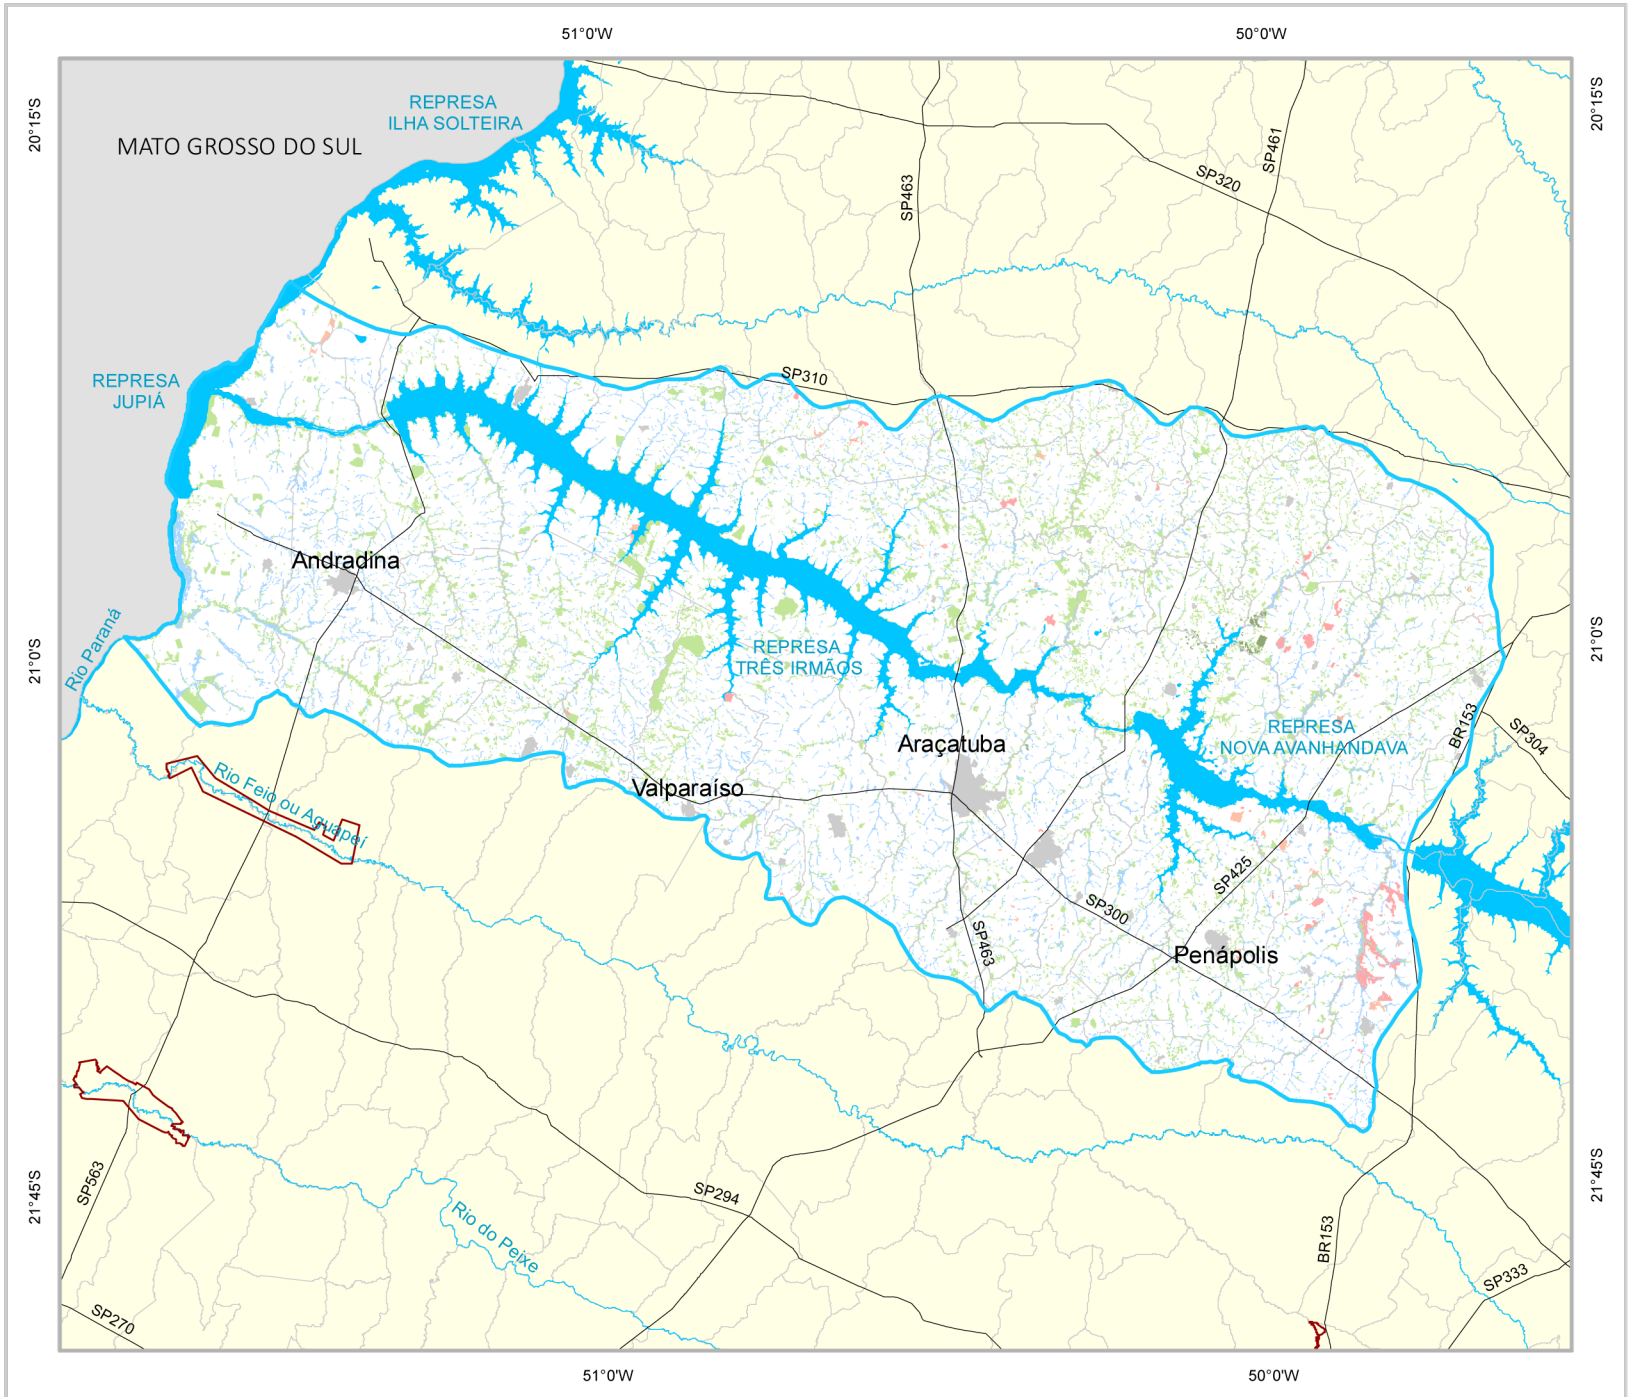 51°0'W
50°0'W
20°15'S
20°15'S
REPRESA
ILHA SOLTEIRA
MATO GROSSO DO SUL
SP461
SP320
SP463
REPRESA
JUPIÁ
SP310
Andradina
Rio Paraná
21°0'S
21°0'S
REPRESA
TRÊS IRMÃOS
Araçatuba
REPRESA
NOVA AVANHANDAVA
BR153
SP304
Rio Feio ou Aguapeí
Valparaíso
SP425
SP300
SP463
Penápolis
SP563
21°45'S
21°45'S
SP294
Rio do Peixe
BR153
SP333
SP270
51°0'W
50°0'W